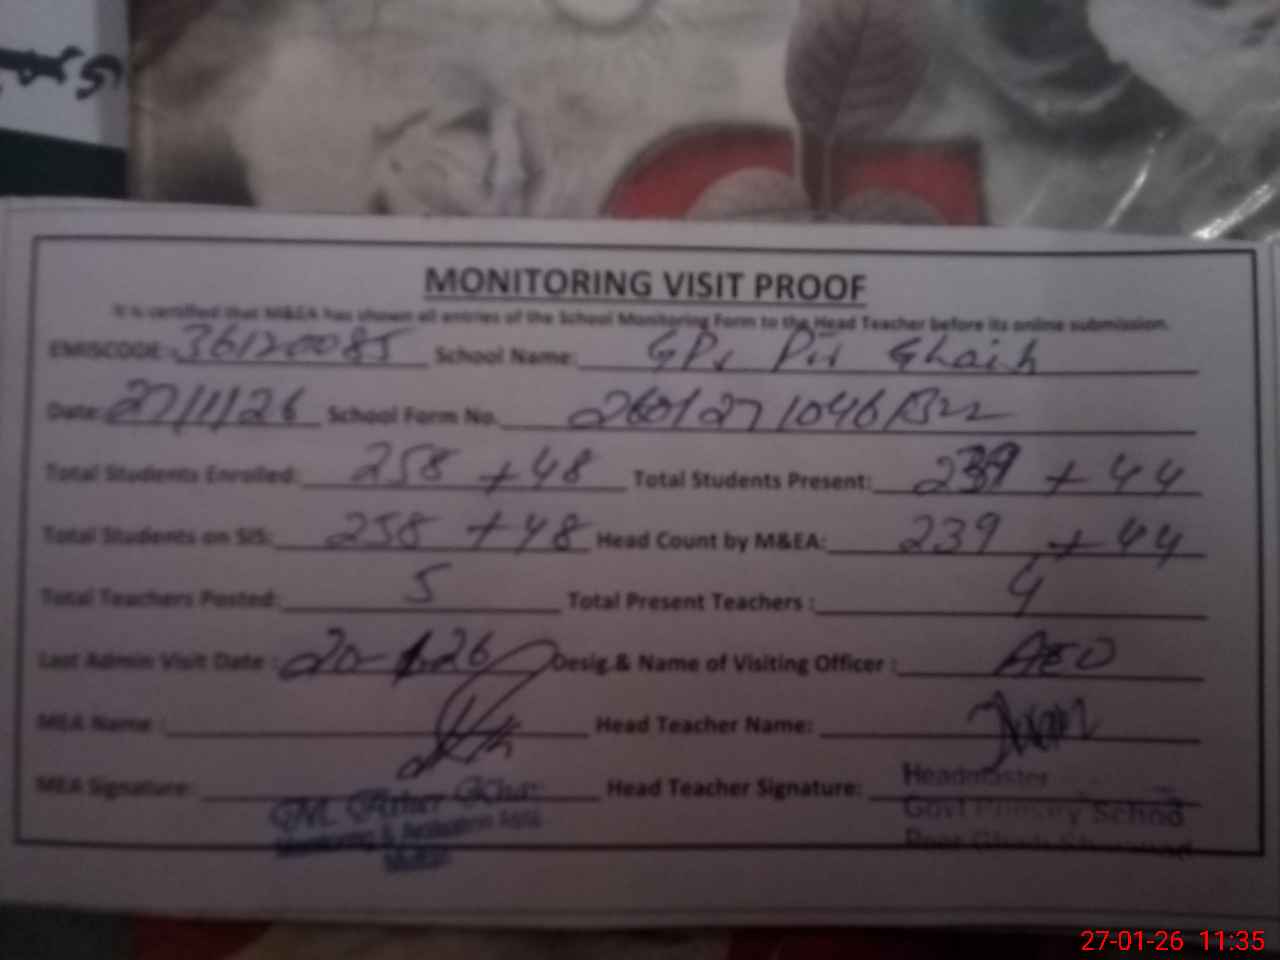 MONITORING VISIT PROOF
It is certified that M&EA has shown all entries of the School Monitoring Form to the Head Teacher before its online submission.
EMISCODE: 36120085 School Name: GPS Pir Ghaib
Date: 27/1/26 School Form No. 2601271046
Total Students Enrolled: 258 + 48 Total Students Present: 239 + 44
Total Students on SIS: 258 + 48 Head Count by M&EA: 239 + 44
Total Teachers Posted: 5 Total Present Teachers : 4
Last Admin Visit Date : 20-1-26 Desig.& Name of Visiting Officer : AEO
MEA Name : Head Teacher Name:
MEA Signature: Head Teacher Signature:
Headmaster
Govt Primary School
Monitoring &
27-01-26 11:35